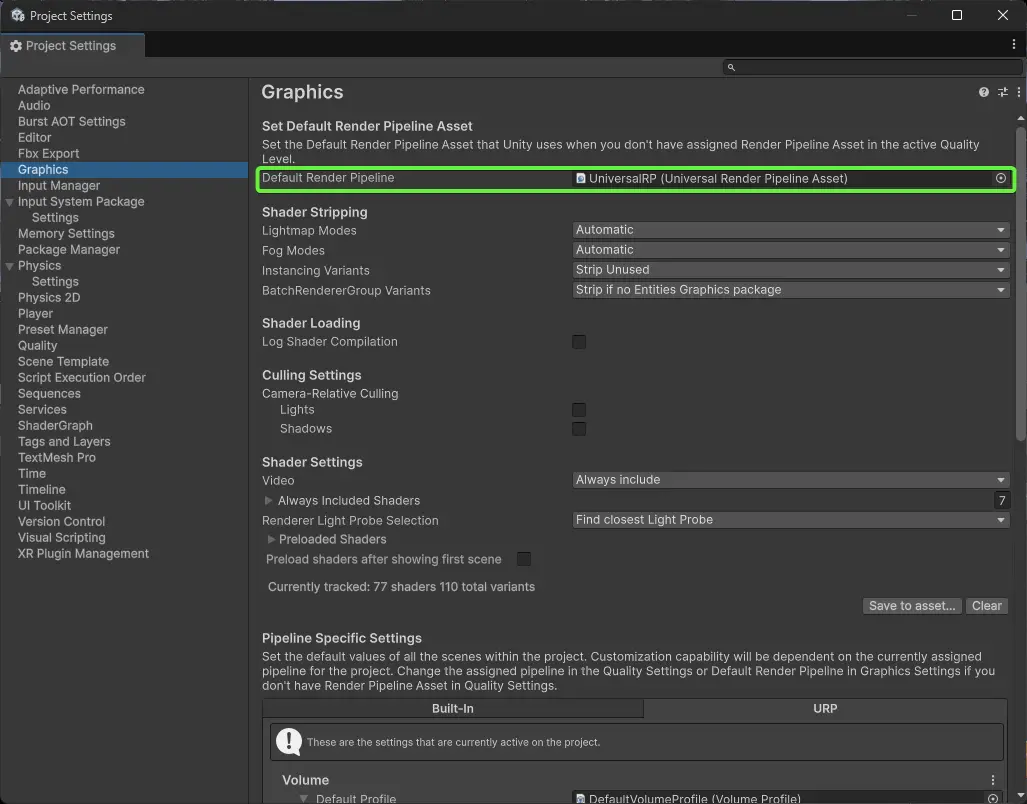 Project Settings
Project Settings
Adaptive Performance
Audio
Burst AOT Settings
Editor
Fbx Export
Graphics
Input Manager
Input System Package
Settings
Memory Settings
Package Manager
Physics
Settings
Physics 2D
Player
Preset Manager
Quality
Scene Template
Script Execution Order
Sequences
Services
ShaderGraph
Tags and Layers
TextMesh Pro
Time
Timeline
UI Toolkit
Version Control
Visual Scripting
XR Plugin Management
Graphics
Set Default Render Pipeline Asset
Set the Default Render Pipeline Asset that Unity uses when you don't have assigned Render Pipeline Asset in the active Quality
Level.
Default Render Pipeline UniversalRP (Universal Render Pipeline Asset)
Shader Stripping
Lightmap Modes Automatic
Fog Modes Automatic
Instancing Variants Strip Unused
BatchRendererGroup Variants Strip if no Entities Graphics package
Shader Loading
Log Shader Compilation
Culling Settings
Camera-Relative Culling
Lights
Shadows
Shader Settings
Video Always include
Always Included Shaders 7
Renderer Light Probe Selection Find closest Light Probe
Preloaded Shaders
Preload shaders after showing first scene
Currently tracked: 77 shaders 110 total variants
Save to asset... Clear
Pipeline Specific Settings
Set the default values of all the scenes within the project. Customization capability will be dependent on the currently assigned
pipeline for the project. Change the assigned pipeline in the Quality Settings or Default Render Pipeline in Graphics Settings if you
don't have Render Pipeline Asset in Quality Settings.
Built-In URP
These are the settings that are currently active on the project.
Volume
Default Profile DefaultVolumeProfile (Volume Profile)